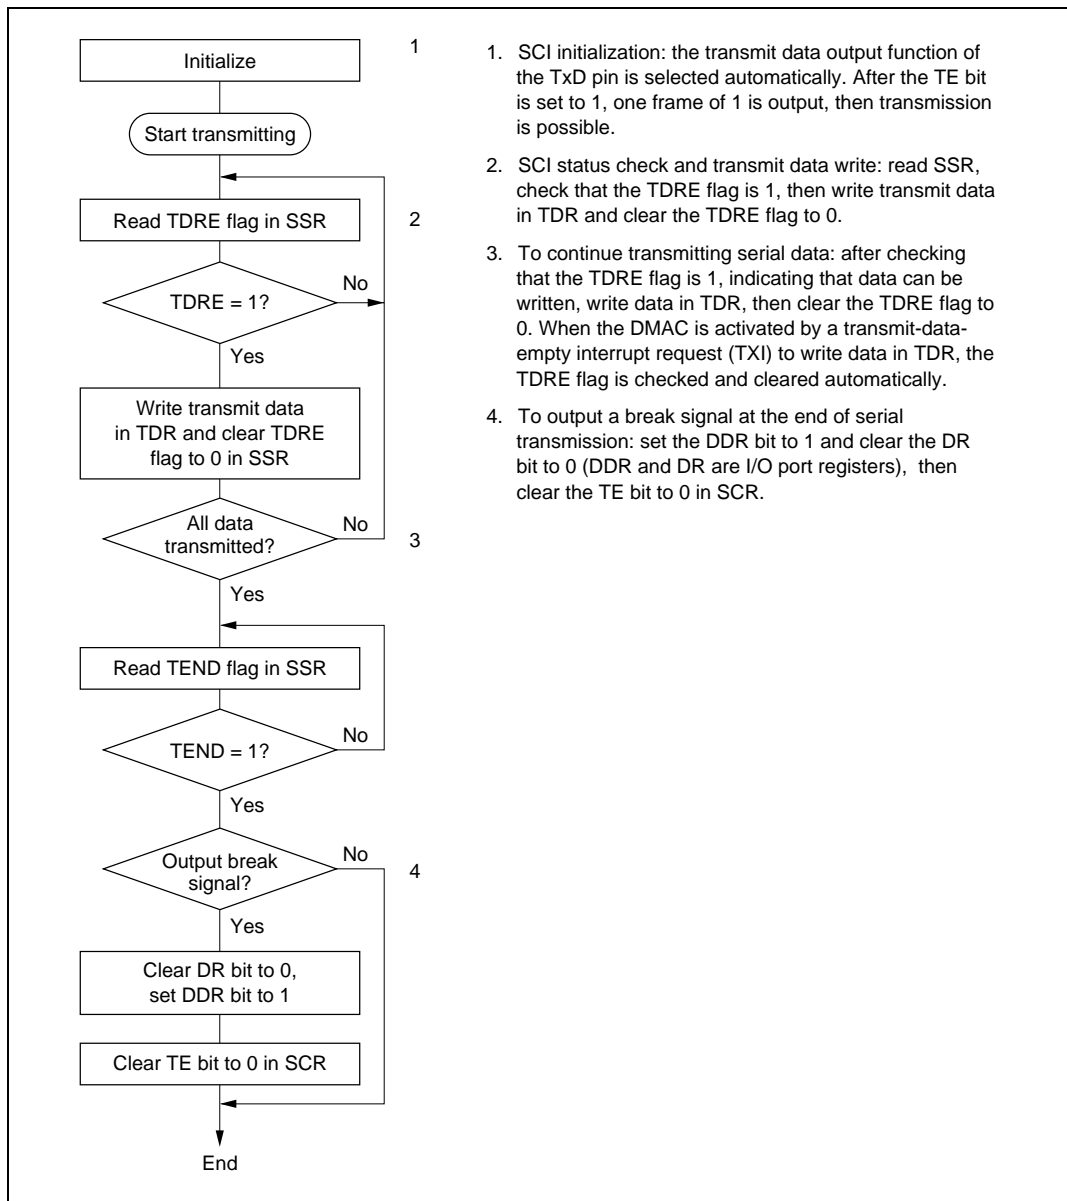 Initialize
1
Start transmitting
Read TDRE flag in SSR
2
TDRE = 1?
No
Yes
Write transmit data
in TDR and clear TDRE
flag to 0 in SSR
All data
transmitted?
No
3
Yes
Read TEND flag in SSR
TEND = 1?
No
Yes
Output break
signal?
No
4
Yes
Clear DR bit to 0,
set DDR bit to 1
Clear TE bit to 0 in SCR
End
1. SCI initialization: the transmit data output function of
the TxD pin is selected automatically. After the TE bit
is set to 1, one frame of 1 is output, then transmission
is possible.
2. SCI status check and transmit data write: read SSR,
check that the TDRE flag is 1, then write transmit data
in TDR and clear the TDRE flag to 0.
3. To continue transmitting serial data: after checking
that the TDRE flag is 1, indicating that data can be
written, write data in TDR, then clear the TDRE flag to
0. When the DMAC is activated by a transmit-data-
empty interrupt request (TXI) to write data in TDR, the
TDRE flag is checked and cleared automatically.
4. To output a break signal at the end of serial
transmission: set the DDR bit to 1 and clear the DR
bit to 0 (DDR and DR are I/O port registers), then
clear the TE bit to 0 in SCR.